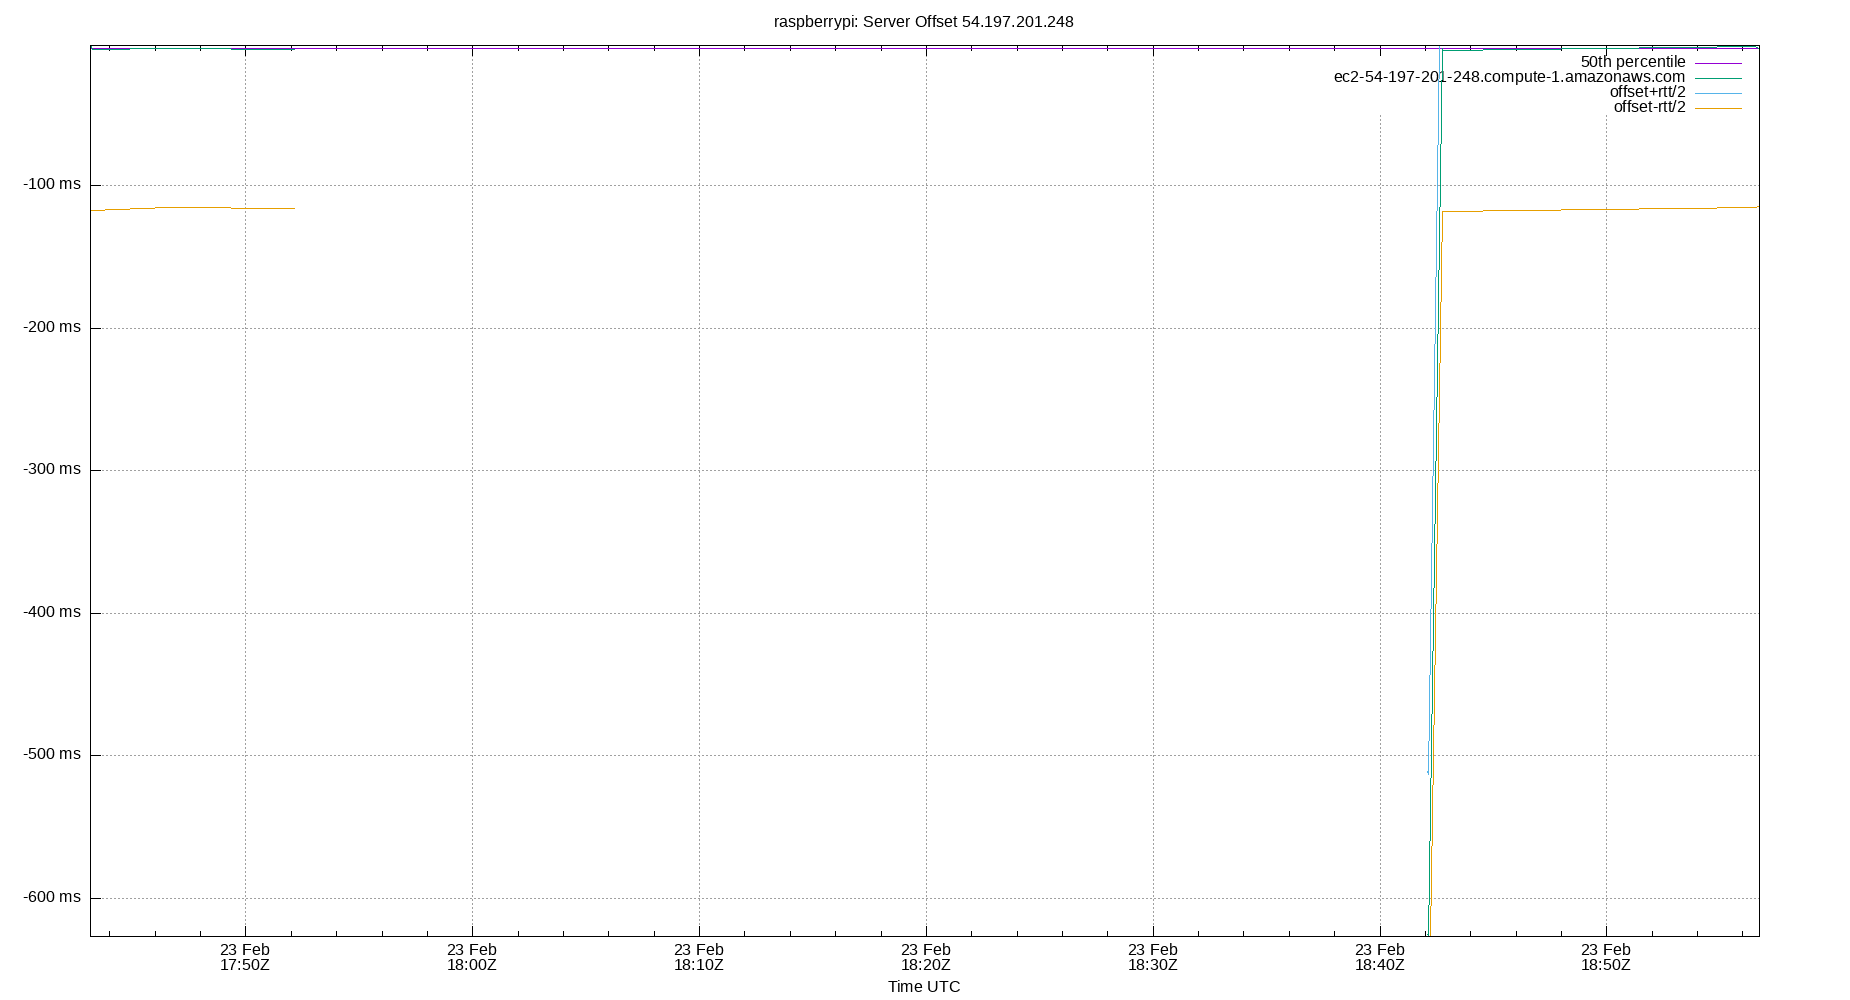 raspberrypi: Server Offset 54.197.201.248
50th percentile
ec2-54-197-201-248.compute-1.amazonaws.com
offset+rtt/2
offset-rtt/2
-100 ms
-200 ms
-300 ms
-400 ms
-500 ms
-600 ms
23 Feb 23 Feb 23 Feb 23 Feb 23 Feb 23 Feb 23 Feb
17:50Z 18:00Z 18:10Z 18:20Z 18:30Z 18:40Z 18:50Z
Time UTC